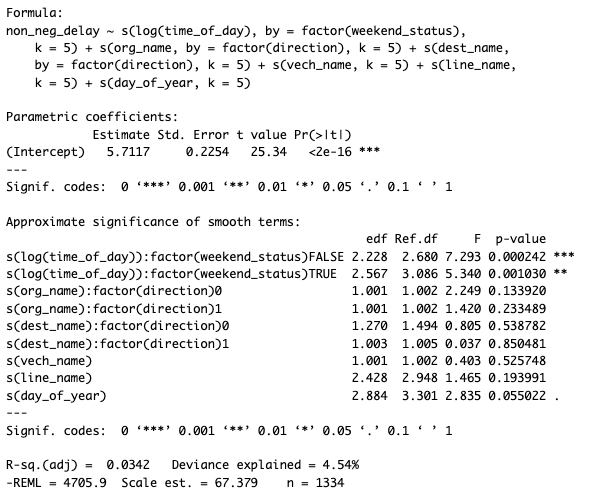 Formula:
non_neg_delay ~ s(log(time_of_day), by = factor(weekend_status),
    k = 5) + s(org_name, by = factor(direction), k = 5) + s(dest_name,
    by = factor(direction), k = 5) + s(vech_name, k = 5) + s(line_name,
    k = 5) + s(day_of_year, k = 5)

Parametric coefficients:
            Estimate Std. Error t value Pr(>|t|)
(Intercept)   5.7117     0.2254   25.34   <2e-16 ***
---
Signif. codes:  0 ‘***’ 0.001 ‘**’ 0.01 ‘*’ 0.05 ‘.’ 0.1 ‘ ’ 1

Approximate significance of smooth terms:
                                              edf Ref.df     F  p-value
s(log(time_of_day)):factor(weekend_status)FALSE 2.228  2.680 7.293 0.000242 ***
s(log(time_of_day)):factor(weekend_status)TRUE  2.567  3.086 5.340 0.001030 **
s(org_name):factor(direction)0                  1.001  1.002 2.249 0.133920
s(org_name):factor(direction)1                  1.001  1.002 1.420 0.233489
s(dest_name):factor(direction)0                 1.270  1.494 0.805 0.538782
s(dest_name):factor(direction)1                 1.003  1.005 0.037 0.850481
s(vech_name)                                    1.001  1.002 0.403 0.525748
s(line_name)                                    2.428  2.948 1.465 0.193991
s(day_of_year)                                  2.884  3.301 2.835 0.055022 .
---
Signif. codes:  0 ‘***’ 0.001 ‘**’ 0.01 ‘*’ 0.05 ‘.’ 0.1 ‘ ’ 1

R-sq.(adj) =  0.0342   Deviance explained = 4.54%
-REML = 4705.9  Scale est. = 67.379    n = 1334